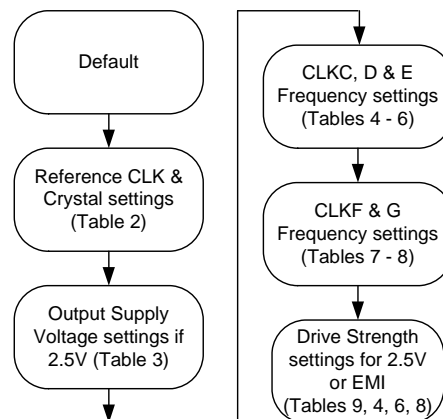 Default
Reference CLK &
Crystal settings
(Table 2)
Output Supply
Voltage settings if
2.5V (Table 3)
CLKC, D & E
Frequency settings
(Tables 4 - 6)
CLKF & G
Frequency settings
(Tables 7 - 8)
Drive Strength
settings for 2.5V
or EMI
(Tables 9, 4, 6, 8)